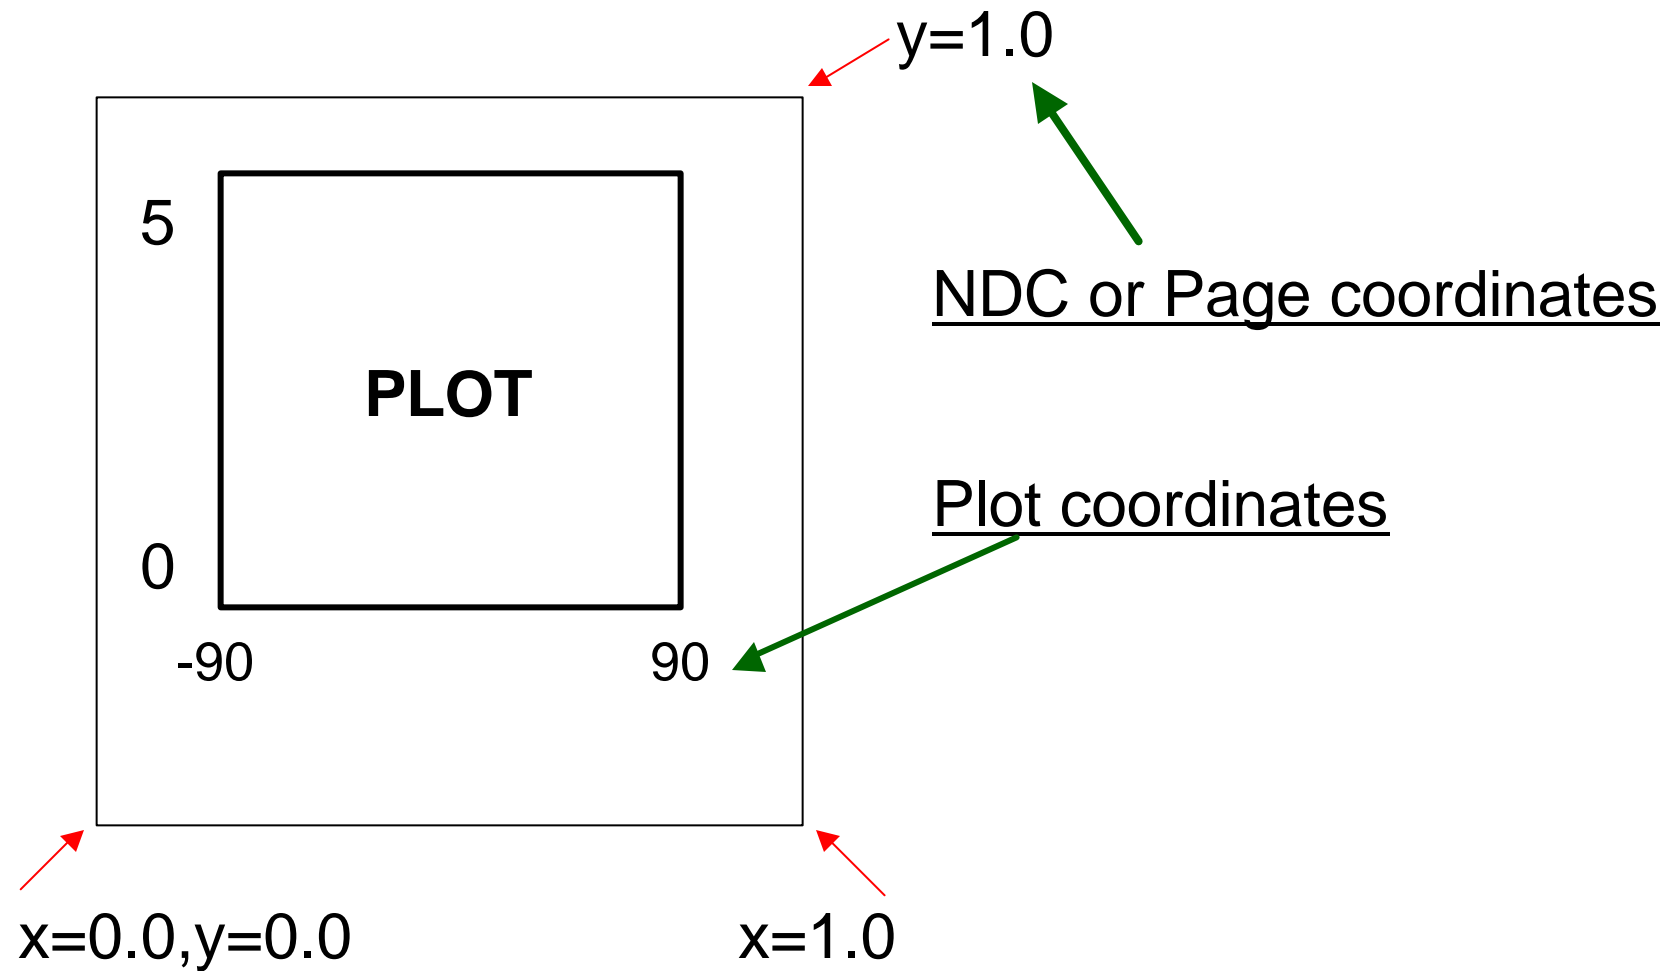 y=1.0
5
NDC or Page coordinates
PLOT
Plot coordinates
0
-90
90
x=0.0,y=0.0
x=1.0